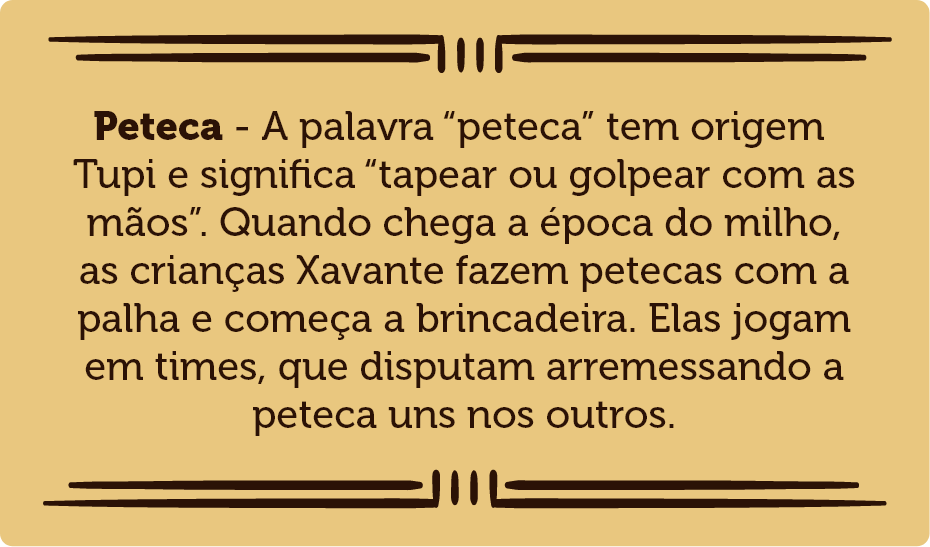 Peteca - A palavra “peteca” tem origem
Tupi e significa “tapear ou golpear com as
mãos”. Quando chega a época do milho,
as crianças Xavante fazem petecas com a
palha e começa a brincadeira. Elas jogam
em times, que disputam arremessando a
peteca uns nos outros.